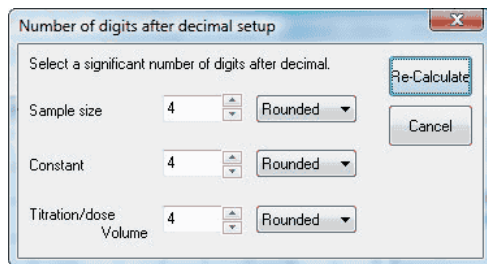 Number of digits after decimal setup
Select a significant number of digits after decimal.
Re-Calculate
Sample size 4 Rounded
Cancel
Constant 4 Rounded
Titration/dose
Volume 4 Rounded